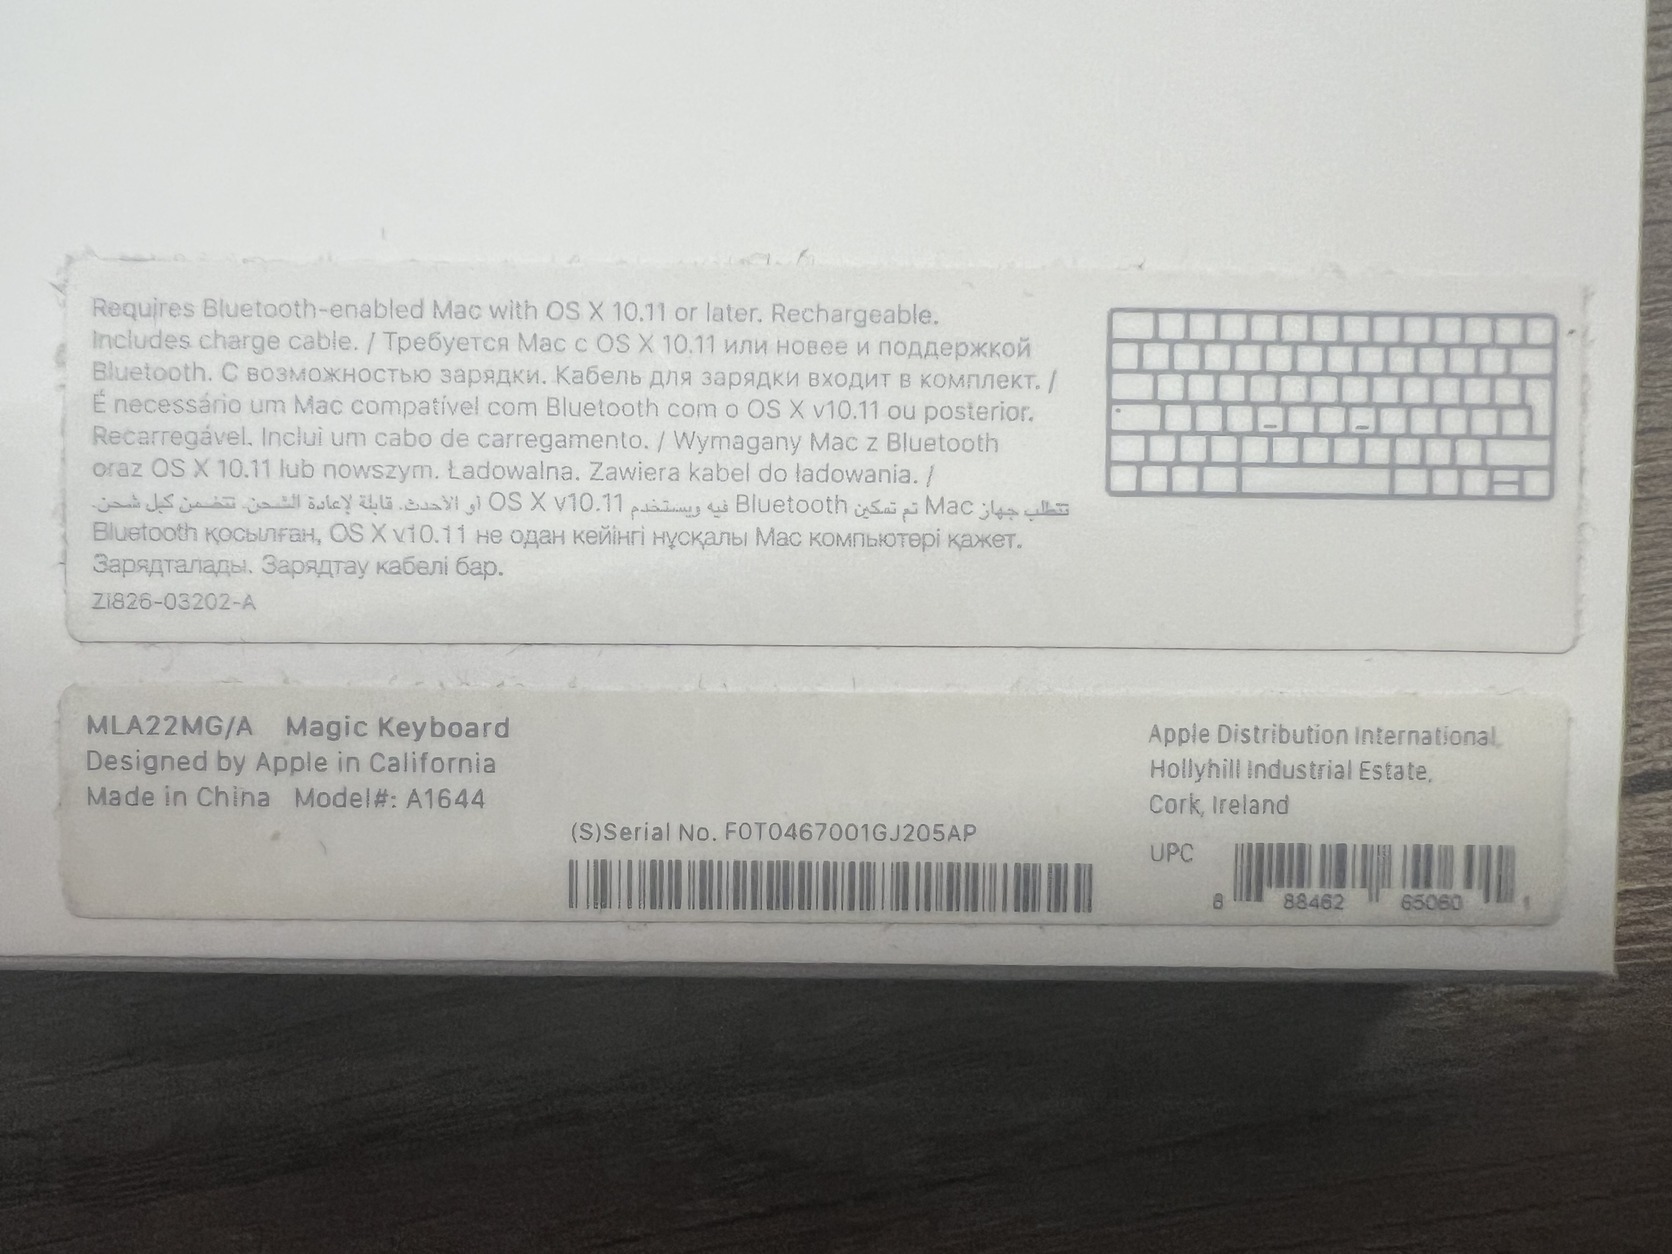 Requires Bluetooth-enabled Mac with OS X 10.11 or later. Rechargeable.
Includes charge cable. / Требуется Mac с OS X 10.11 или новее и поддержкой
Bluetooth. С возможностью зарядки. Кабель для зарядки входит в комплект. /
É necessário um Mac compatível com Bluetooth com o OS X v10.11 ou posterior.
Recarregável. Inclui um cabo de carregamento. / Wymagany Mac z Bluetooth
oraz OS X 10.11 lub nowszym. Ładowalna. Zawiera kabel do ładowania. /
تتطلب جهاز Mac تم تمكين Bluetooth فيه ويستخدم OS X v10.11 أو الأحدث. قابلة لإعادة الشحن. تتضمن كبل شحن.
Bluetooth қосылған, OS X v10.11 не одан кейінгі нұсқалы Mac компьютері қажет.
Зарядталады. Зарядтау кабелі бар.
ZI826-03202-A
MLA22MG/A Magic Keyboard
Designed by Apple in California
Made in China Model#: A1644
(S)Serial No. F0T0467001GJ205AP
Apple Distribution International
Hollyhill Industrial Estate,
Cork, Ireland
UPC
8 88462 65060 1